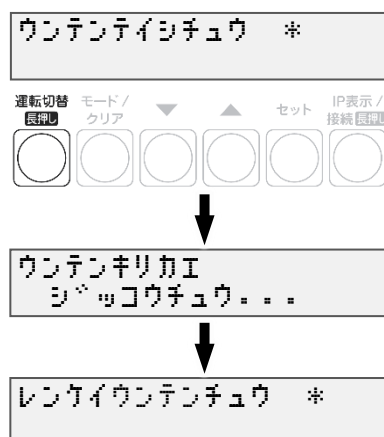 ウンテンテイシチュウ ＊
運転切替 モード/ ▼ ▲ セット IP表示/
長押し クリア 接続 長押し
ウンテンキリカエ
ジッコウチュウ...
レンケイウンテンチュウ ＊